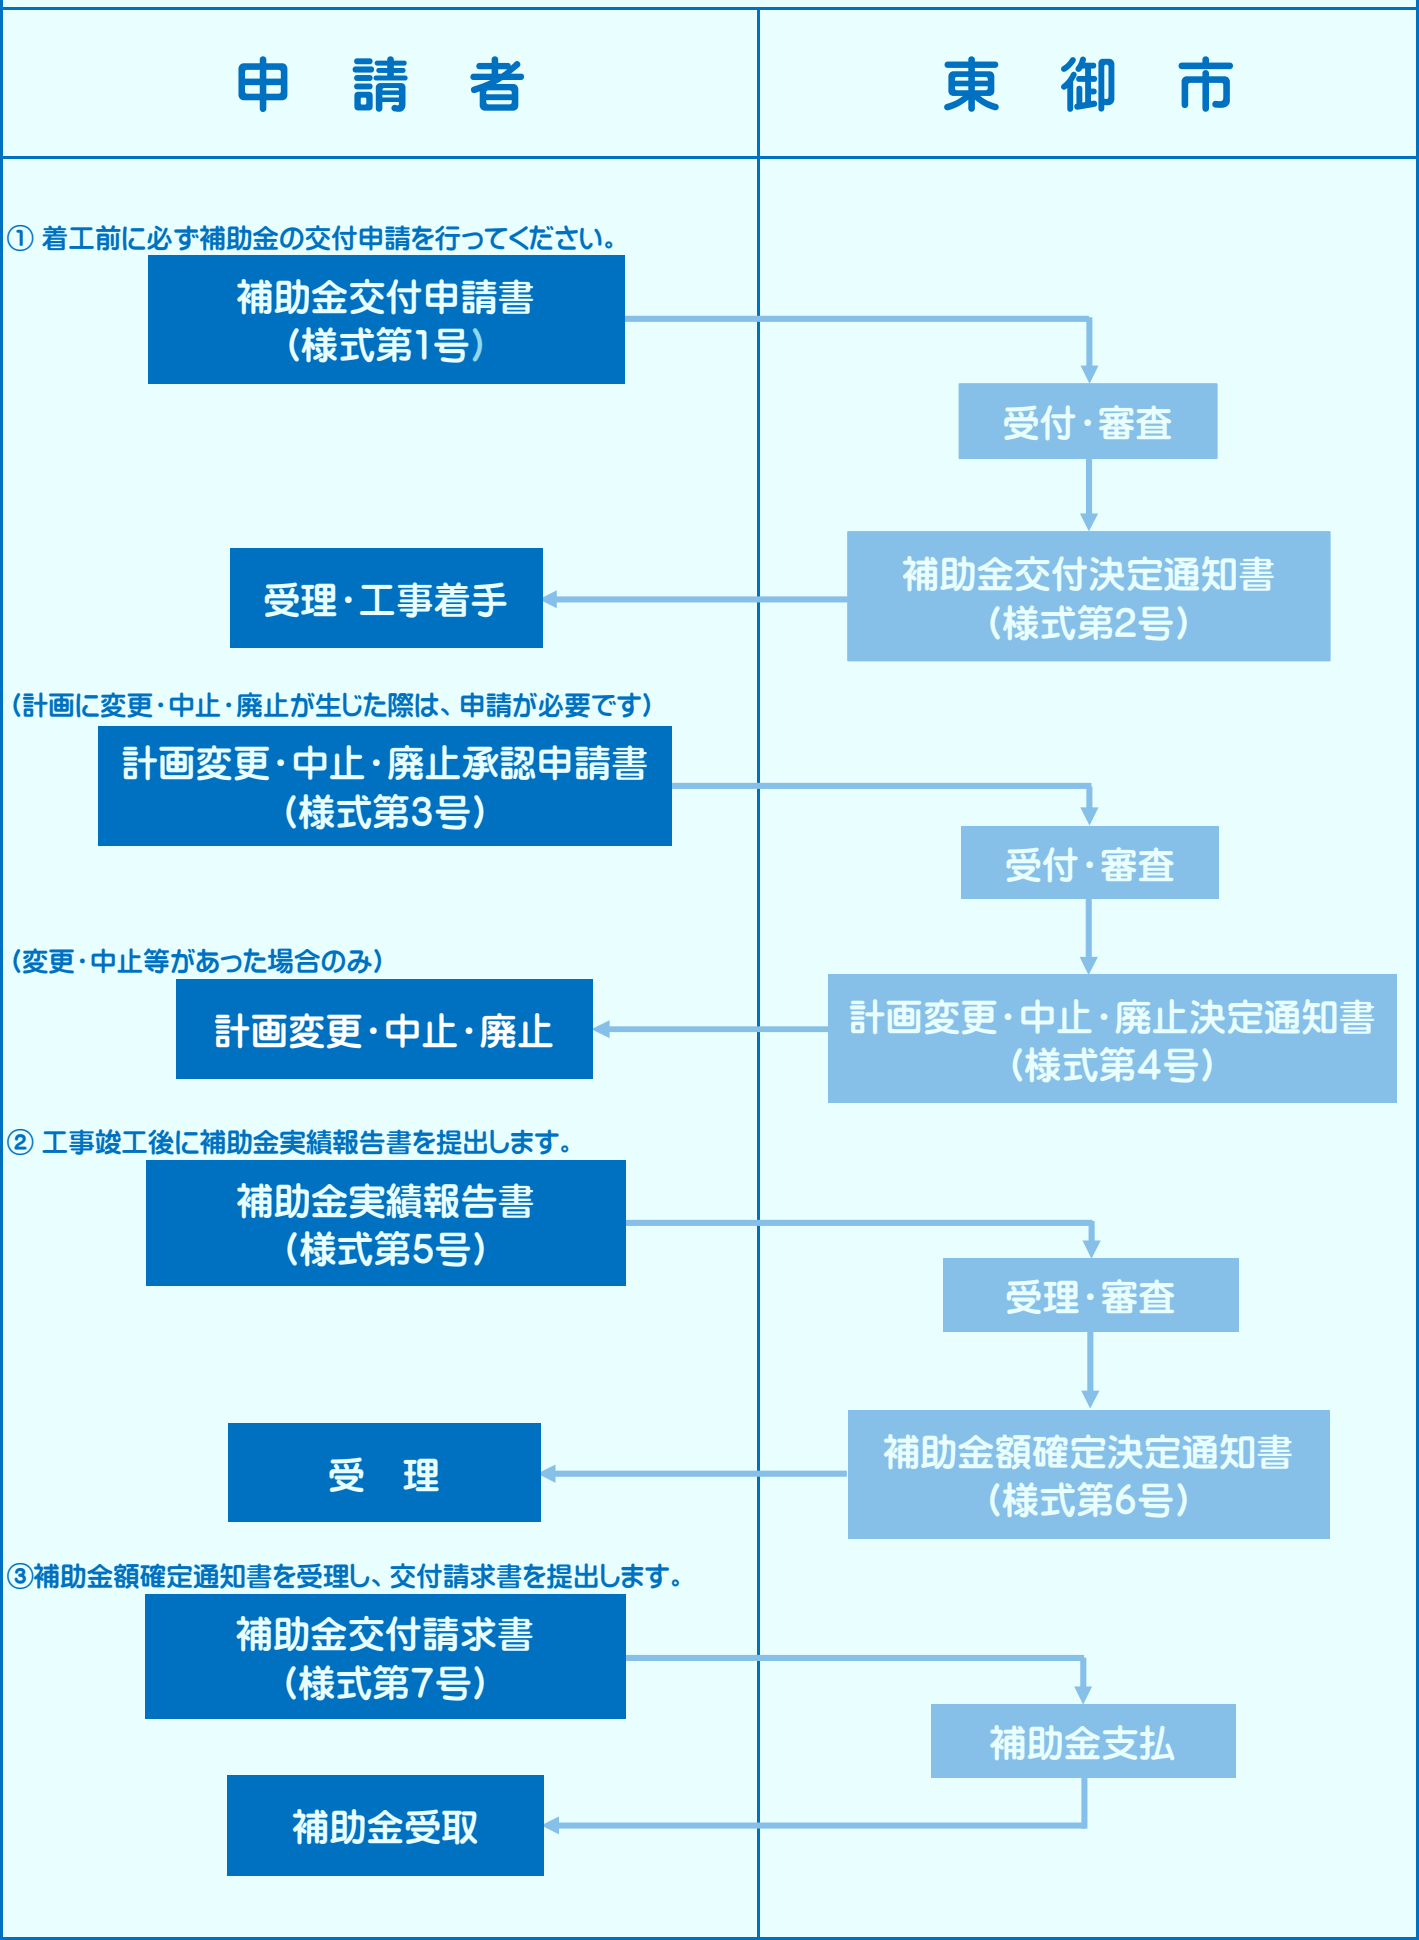 申　請　者
東　御　市
① 着工前に必ず補助金の交付申請を行ってください。
補助金交付申請書
（様式第1号）
受付・審査
補助金交付決定通知書
（様式第2号）
受理・工事着手
（計画に変更・中止・廃止が生じた際は、申請が必要です）
計画変更・中止・廃止承認申請書
（様式第3号）
受付・審査
（変更・中止等があった場合のみ）
計画変更・中止・廃止決定通知書
（様式第4号）
計画変更・中止・廃止
② 工事竣工後に補助金実績報告書を提出します。
補助金実績報告書
（様式第5号）
受理・審査
補助金額確定決定通知書
（様式第6号）
受　理
③補助金額確定通知書を受理し、交付請求書を提出します。
補助金交付請求書
（様式第7号）
補助金支払
補助金受取